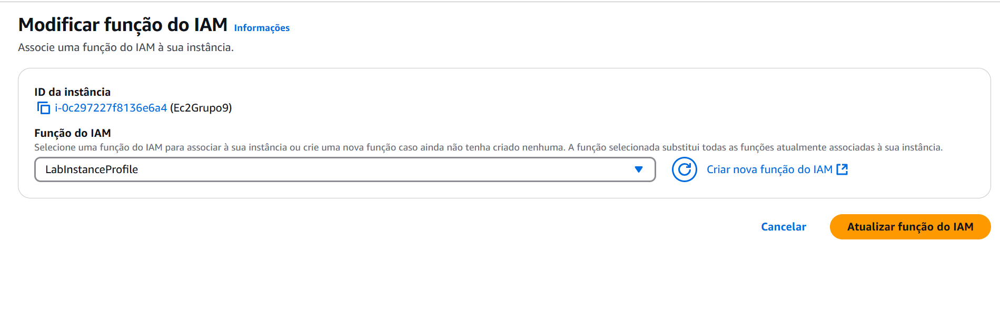 Modificar função do IAM Informações
Associe uma função do IAM à sua instância.
ID da instância
i-0c297227f8136e6a4 (Ec2Grupo9)
Função do IAM
Selecione uma função do IAM para associar à sua instância ou crie uma nova função caso ainda não tenha criado nenhuma. A função selecionada substitui todas as funções atualmente associadas à sua instância.
LabInstanceProfile
Criar nova função do IAM
Cancelar
Atualizar função do IAM